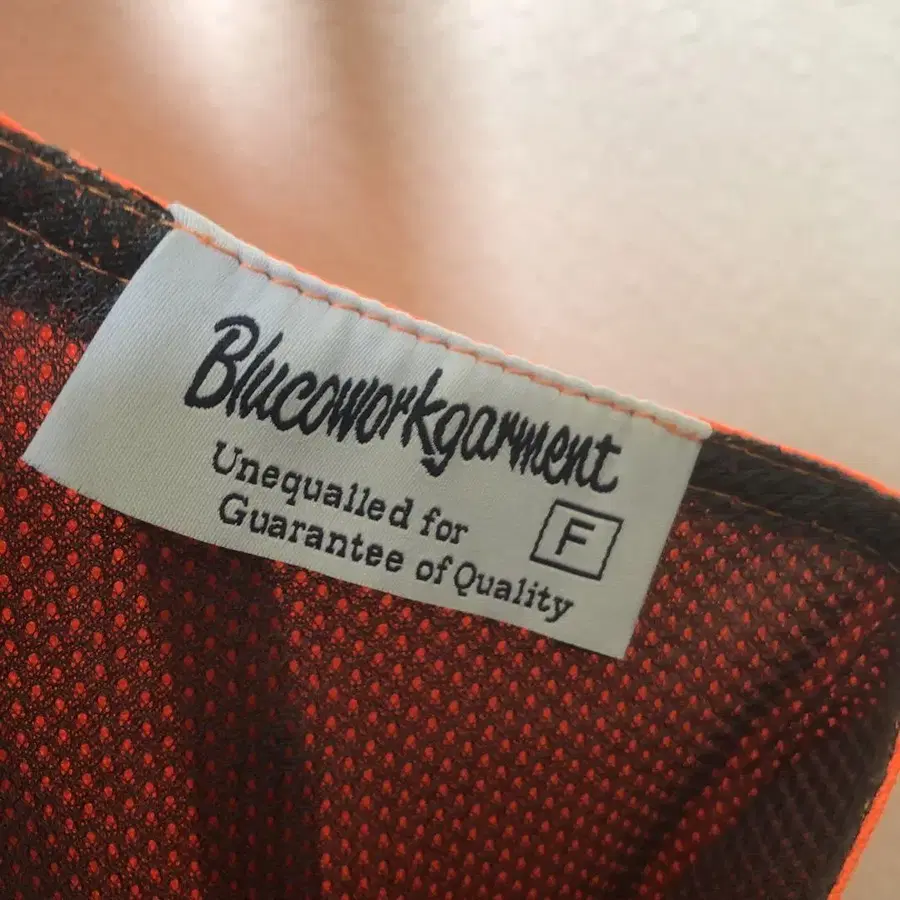 Blucoworkgarment
Unequalled for
Guarantee of Quality
F